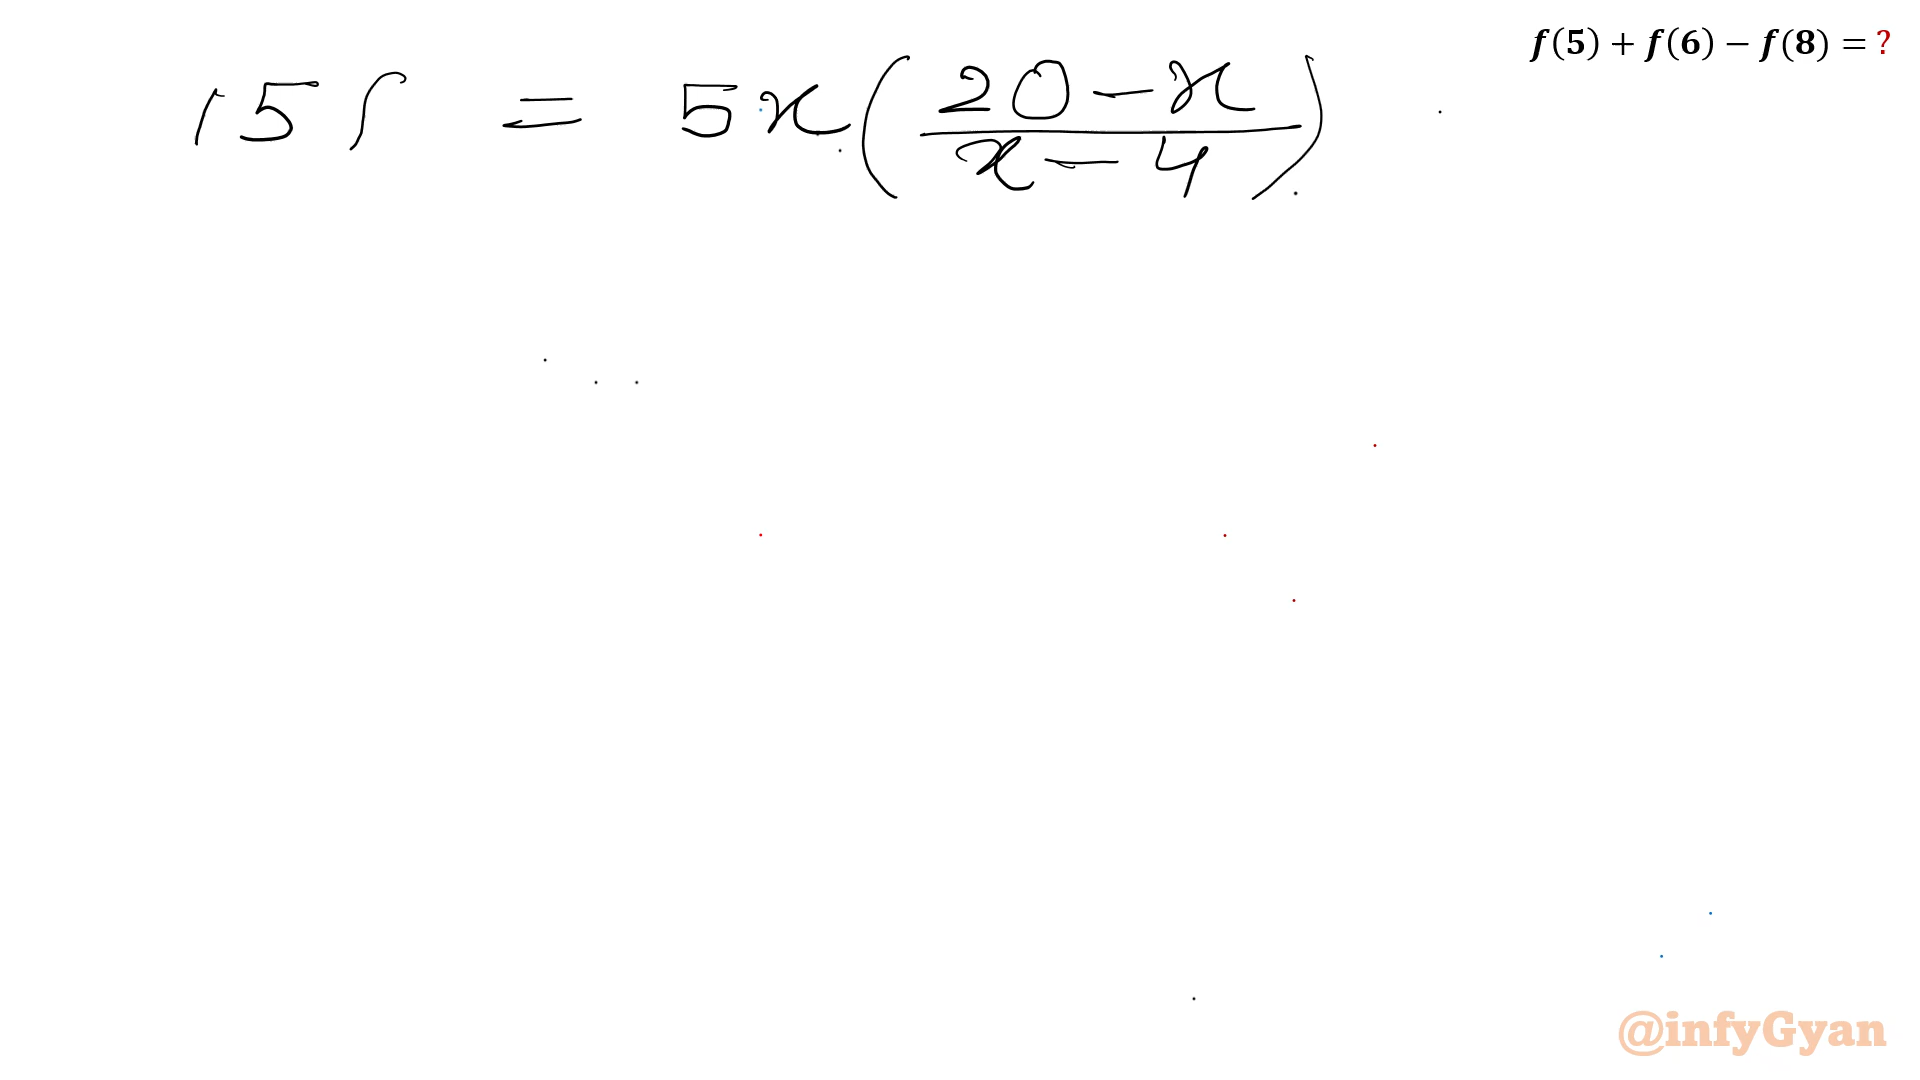 f(5) + f(6) − f(8) = ?
15f = 5x((20 − x)/(x − 4))
@infyGyan